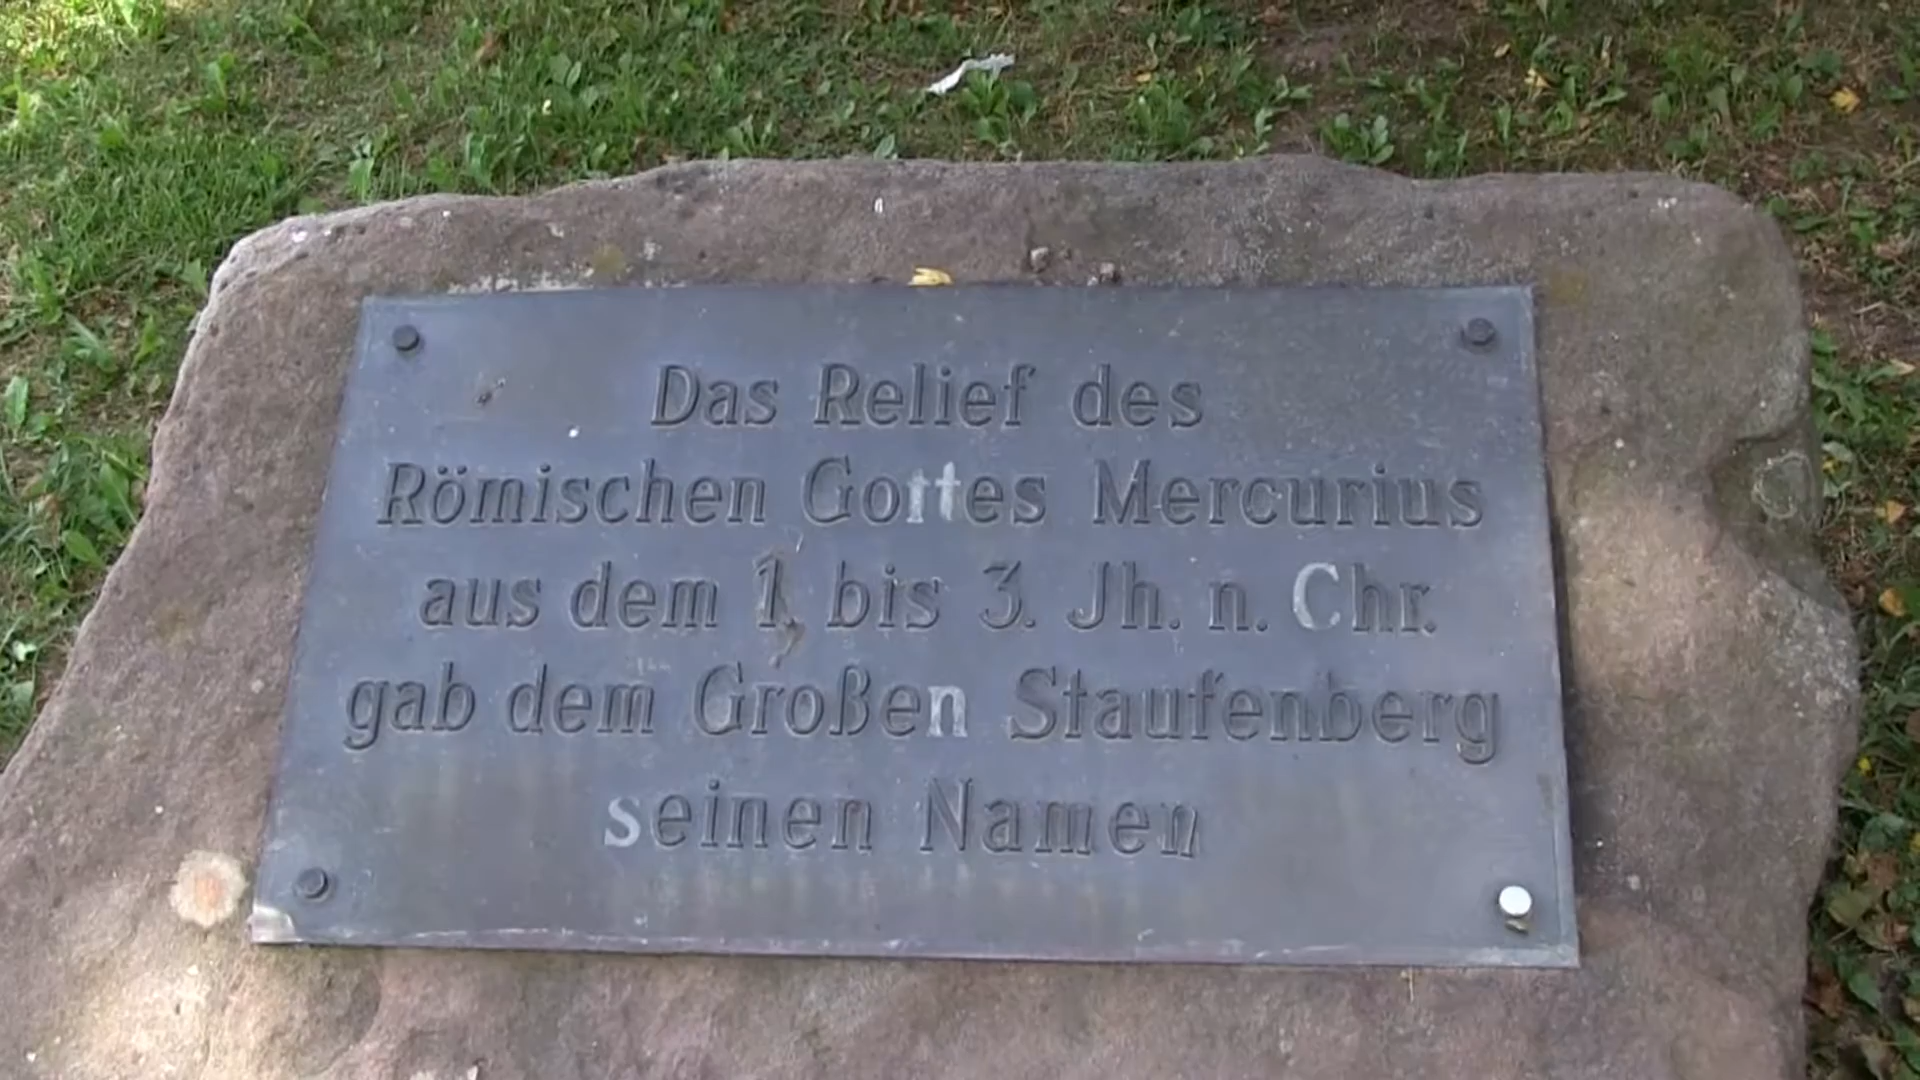 Das Relief des
Römischen Gottes Mercurius
aus dem 1. bis 3. Jh. n. Chr.
gab dem Großen Staufenberg
seinen Namen